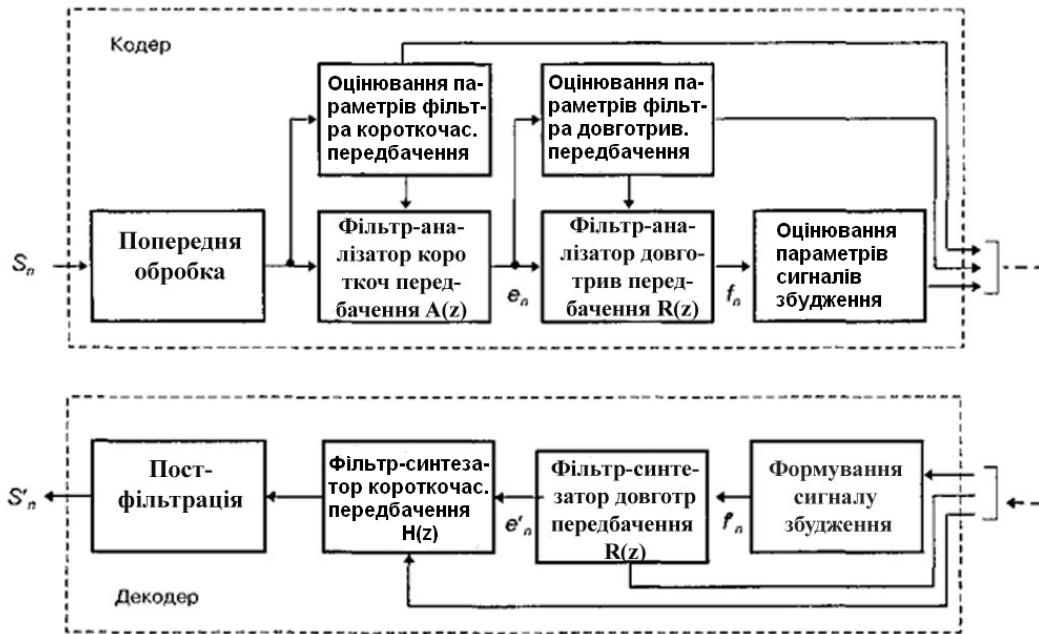 Кодер
Оцінювання па-
раметрів фільт-
ра короткочас.
передбачення
Оцінювання па-
раметрів фільт-
ра довготрив.
передбачення
Sn
Попередня
обробка
Фільтр-ана-
лізатор коро
ткоч перед-
бачення A(z)
en
Фільтр-ана-
лізатор довго-
трив перед-
бачення R(z)
fn
Оцінювання
параметрів
сигналів
збудження
S'n
Пост-
фільтрація
Фільтр-синтеза-
тор короткочас.
передбачення
H(z)
e'n
Фільтр-синте-
затор довготр
передбачення
R(z)
f'n
Формування
сигналу
збудження
Декодер